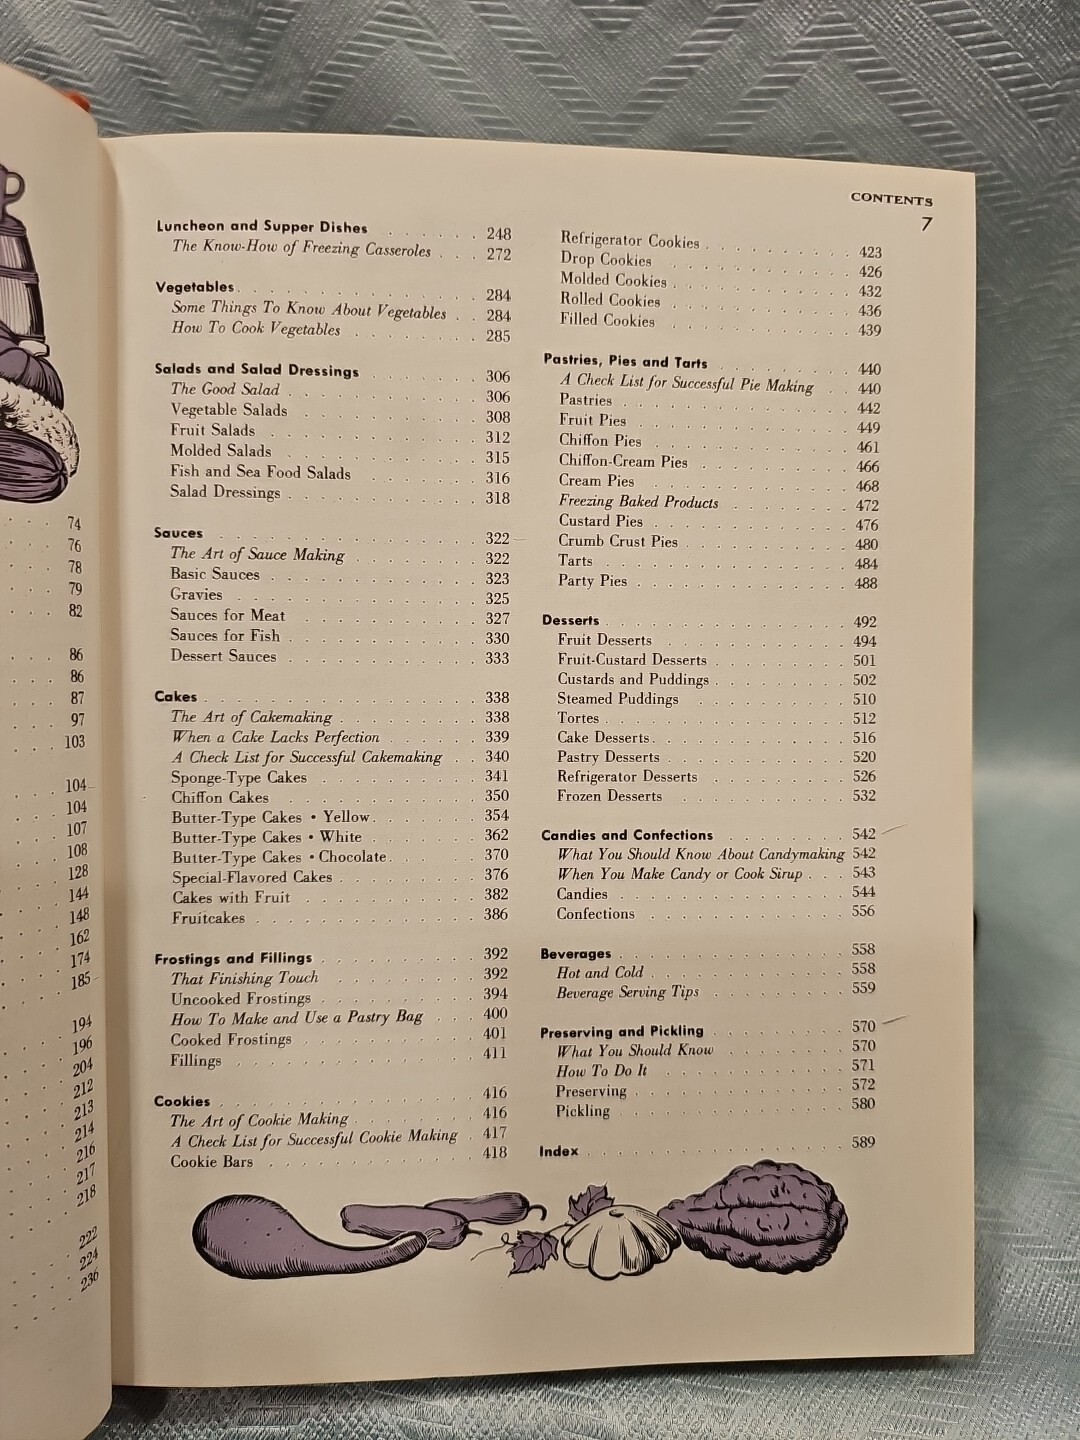 74
76
78
79
82
86
86
87
97
103
104
104
107
108
128
144
148
162
174
185
194
196
204
212
213
214
216
217
218
222
224
236
CONTENTS
7
Luncheon and Supper Dishes . . . . . . 248
The Know-How of Freezing Casseroles . . . 272
Vegetables . . . . . . . . . . . . . 284
Some Things To Know About Vegetables . . 284
How To Cook Vegetables . . . . . . . 285
Salads and Salad Dressings . . . . . . 306
The Good Salad . . . . . . . . . . 306
Vegetable Salads . . . . . . . . . . 308
Fruit Salads . . . . . . . . . . . 312
Molded Salads . . . . . . . . . . . 315
Fish and Sea Food Salads . . . . . . 316
Salad Dressings . . . . . . . . . . 318
Sauces . . . . . . . . . . . . . 322
The Art of Sauce Making . . . . . . . 322
Basic Sauces . . . . . . . . . . . 323
Gravies . . . . . . . . . . . . . 325
Sauces for Meat . . . . . . . . . . 327
Sauces for Fish . . . . . . . . . . 330
Dessert Sauces . . . . . . . . . . 333
Cakes . . . . . . . . . . . . . . 338
The Art of Cakemaking . . . . . . . . 338
When a Cake Lacks Perfection . . . . . 339
A Check List for Successful Cakemaking . . 340
Sponge-Type Cakes . . . . . . . . . 341
Chiffon Cakes . . . . . . . . . . . 350
Butter-Type Cakes • Yellow . . . . . . 354
Butter-Type Cakes • White . . . . . . 362
Butter-Type Cakes • Chocolate . . . . . 370
Special-Flavored Cakes . . . . . . . . 376
Cakes with Fruit . . . . . . . . . . 382
Fruitcakes . . . . . . . . . . . . 386
Frostings and Fillings . . . . . . . . 392
That Finishing Touch . . . . . . . . 392
Uncooked Frostings . . . . . . . . . 394
How To Make and Use a Pastry Bag . . . 400
Cooked Frostings . . . . . . . . . . 401
Fillings . . . . . . . . . . . . . 411
Cookies . . . . . . . . . . . . . 416
The Art of Cookie Making . . . . . . . 416
A Check List for Successful Cookie Making . 417
Cookie Bars . . . . . . . . . . . . 418
Refrigerator Cookies . . . . . . . . 423
Drop Cookies . . . . . . . . . . 426
Molded Cookies . . . . . . . . . . 432
Rolled Cookies . . . . . . . . . . 436
Filled Cookies . . . . . . . . . . 439
Pastries, Pies and Tarts . . . . . . . 440
A Check List for Successful Pie Making . . 440
Pastries . . . . . . . . . . . . . 442
Fruit Pies . . . . . . . . . . . . 449
Chiffon Pies . . . . . . . . . . . 461
Chiffon-Cream Pies . . . . . . . . . 466
Cream Pies . . . . . . . . . . . . 468
Freezing Baked Products . . . . . . . 472
Custard Pies . . . . . . . . . . . 476
Crumb Crust Pies . . . . . . . . . 480
Tarts . . . . . . . . . . . . . . 484
Party Pies . . . . . . . . . . . . 488
Desserts . . . . . . . . . . . . . 492
Fruit Desserts . . . . . . . . . . 494
Fruit-Custard Desserts . . . . . . . . 501
Custards and Puddings . . . . . . . . 502
Steamed Puddings . . . . . . . . . 510
Tortes . . . . . . . . . . . . . 512
Cake Desserts . . . . . . . . . . . 516
Pastry Desserts . . . . . . . . . . 520
Refrigerator Desserts . . . . . . . . 526
Frozen Desserts . . . . . . . . . . 532
Candies and Confections . . . . . . . 542
What You Should Know About Candymaking 542
When You Make Candy or Cook Sirup . . . 543
Candies . . . . . . . . . . . . . 544
Confections . . . . . . . . . . . 556
Beverages . . . . . . . . . . . . 558
Hot and Cold . . . . . . . . . . . 558
Beverage Serving Tips . . . . . . . . 559
Preserving and Pickling . . . . . . . . 570
What You Should Know . . . . . . . . 570
How To Do It . . . . . . . . . . . 571
Preserving . . . . . . . . . . . . 572
Pickling . . . . . . . . . . . . . 580
Index . . . . . . . . . . . . . . 589